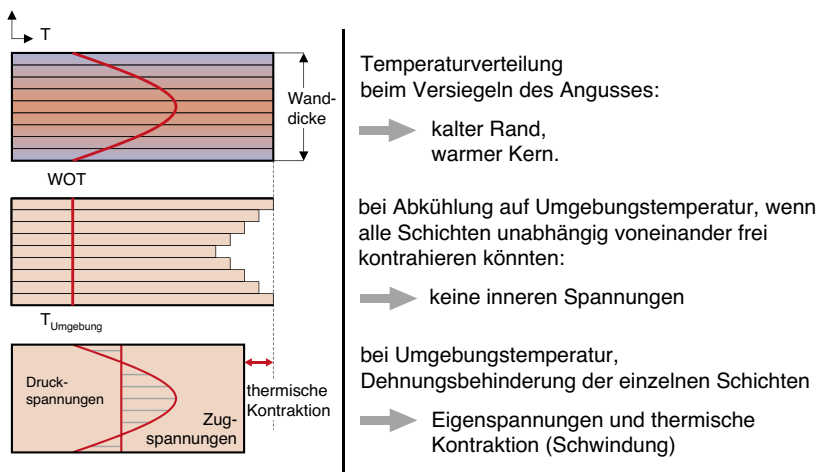 T
Wand-
dicke
WOT
T Umgebung
Druck-
spannungen
Zug-
spannungen
thermische
Kontraktion
Temperaturverteilung
beim Versiegeln des Angusses:
kalter Rand,
warmer Kern.
bei Abkühlung auf Umgebungstemperatur, wenn
alle Schichten unabhängig voneinander frei
kontrahieren könnten:
keine inneren Spannungen
bei Umgebungstemperatur,
Dehnungsbehinderung der einzelnen Schichten
Eigenspannungen und thermische
Kontraktion (Schwindung)